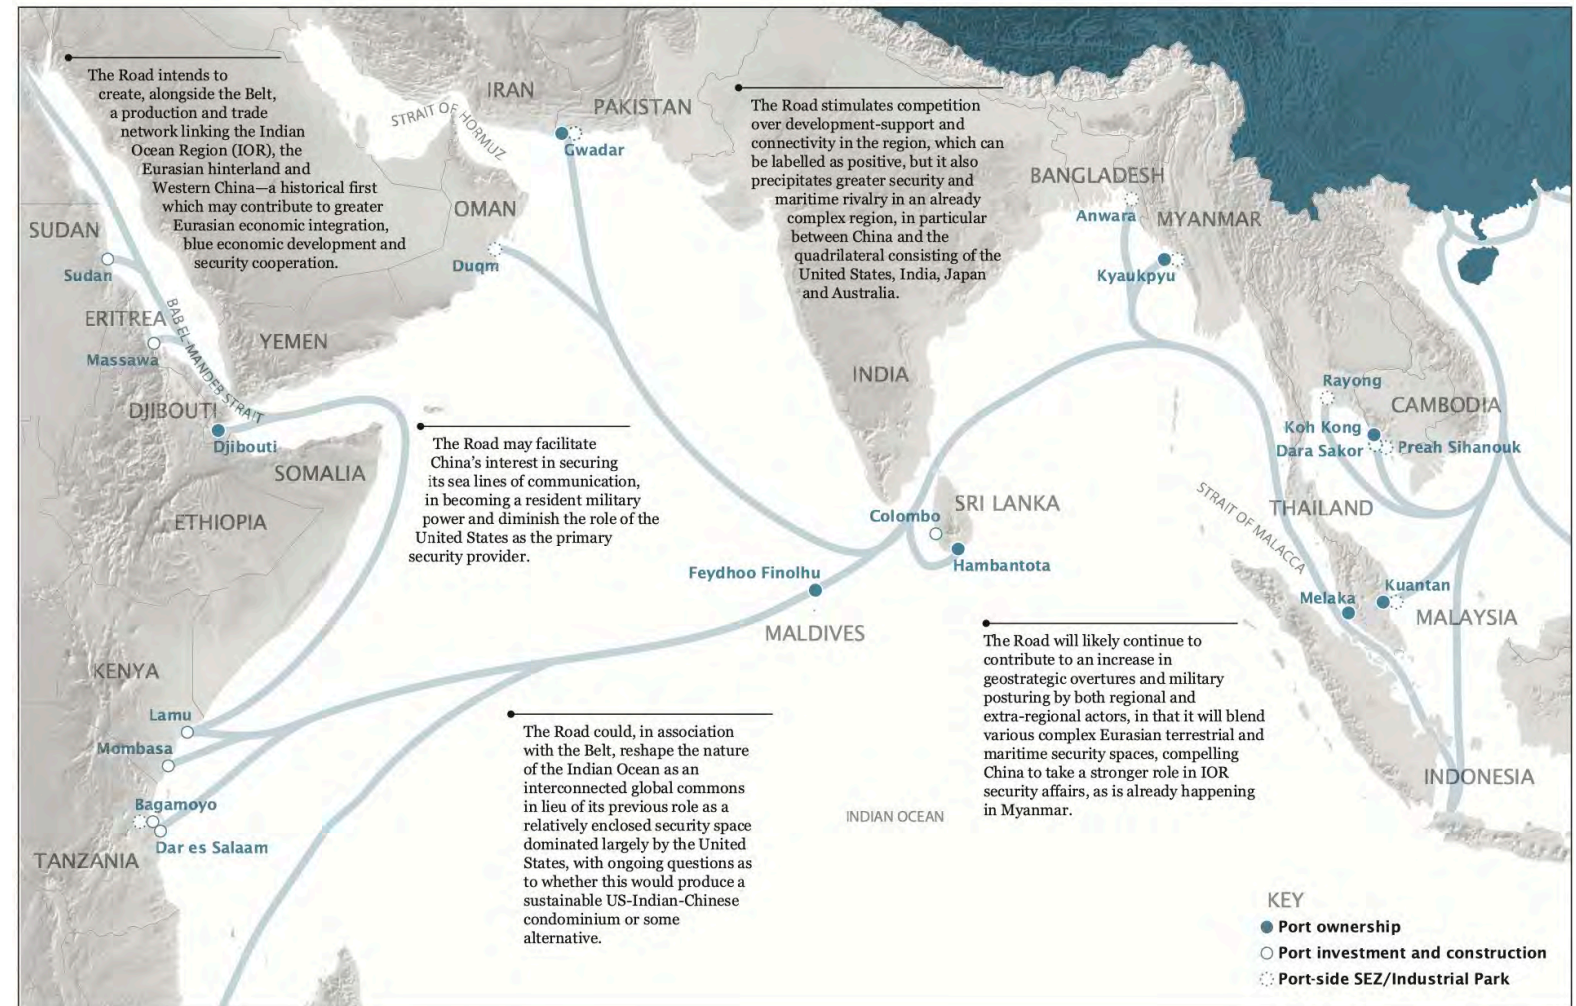 The Road intends to
create, alongside the Belt,
a production and trade
network linking the Indian
Ocean Region (IOR), the
Eurasian hinterland and
Western China—a historical first
which may contribute to greater
Eurasian economic integration,
blue economic development and
security cooperation.
IRAN
PAKISTAN
STRAIT OF HORMUZ
Gwadar
The Road stimulates competition
over development-support and
connectivity in the region, which can
be labelled as positive, but it also
precipitates greater security and
maritime rivalry in an already
complex region, in particular
between China and the
quadrilateral consisting of the
United States, India, Japan
and Australia.
BANGLADESH
Anwara
MYANMAR
Kyaukpyu
SUDAN
Sudan
OMAN
Duqm
ERITREA
Massawa
BAB EL-MANDEB STRAIT
YEMEN
DJIBOUTI
Djibouti
SOMALIA
ETHIOPIA
INDIA
Rayong
CAMBODIA
Koh Kong
Dara Sakor
Preah Sihanouk
The Road may facilitate
China's interest in securing
its sea lines of communication,
in becoming a resident military
power and diminish the role of the
United States as the primary
security provider.
Colombo
SRI LANKA
Hambantota
STRAIT OF MALACCA
THAILAND
Feydhoo Finolhu
MALDIVES
Melaka
Kuantan
MALAYSIA
The Road will likely continue to
contribute to an increase in
geostrategic overtures and military
posturing by both regional and
extra-regional actors, in that it will blend
various complex Eurasian terrestrial and
maritime security spaces, compelling
China to take a stronger role in IOR
security affairs, as is already happening
in Myanmar.
KENYA
Lamu
Mombasa
Bagamoyo
Dar es Salaam
TANZANIA
The Road could, in association
with the Belt, reshape the nature
of the Indian Ocean as an
interconnected global commons
in lieu of its previous role as a
relatively enclosed security space
dominated largely by the United
States, with ongoing questions as
to whether this would produce a
sustainable US-Indian-Chinese
condominium or some
alternative.
INDIAN OCEAN
INDONESIA
KEY
Port ownership
Port investment and construction
Port-side SEZ/Industrial Park